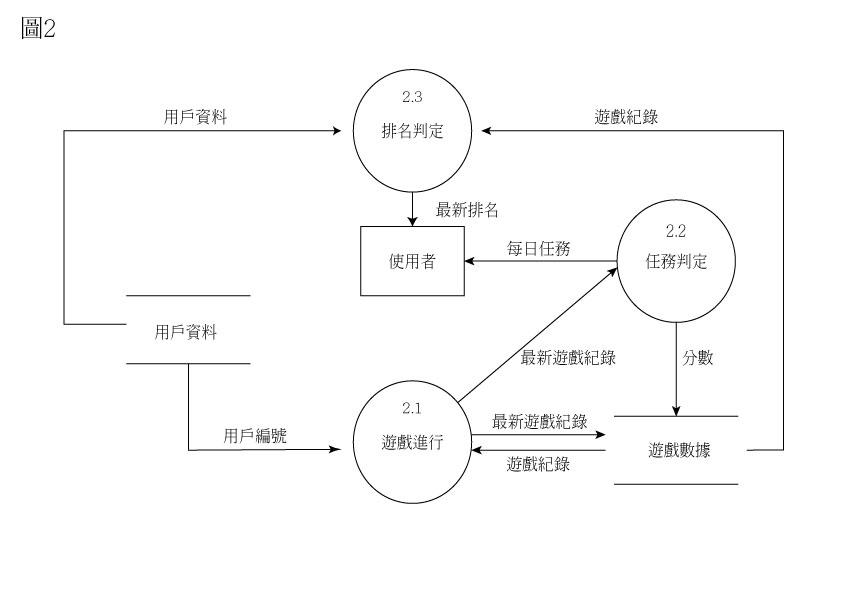 圖2
2.3
排名判定
用戶資料
遊戲紀錄
最新排名
2.2
任務判定
每日任務
使用者
用戶資料
最新遊戲紀錄
分數
2.1
遊戲進行
用戶編號
最新遊戲紀錄
遊戲數據
遊戲紀錄